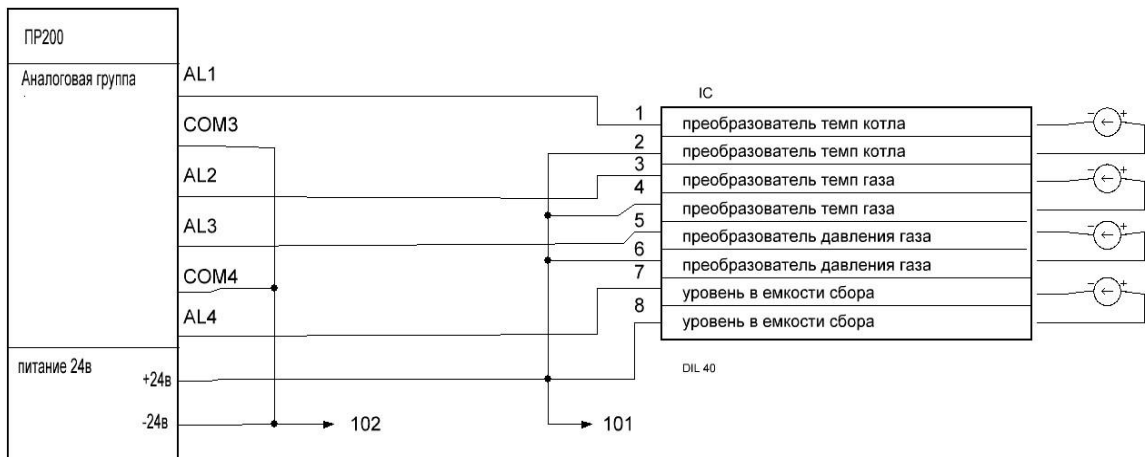 ПР200
Аналоговая группа
AL1
COM3
AL2
AL3
COM4
AL4
питание 24в
+24в
-24в
102
101
IC
1
преобразователь темп котла
2
преобразователь темп котла
3
преобразователь темп газа
4
преобразователь темп газа
5
преобразователь давления газа
6
преобразователь давления газа
7
уровень в емкости сбора
8
уровень в емкости сбора
DIL 40
- +
- +
- +
- +